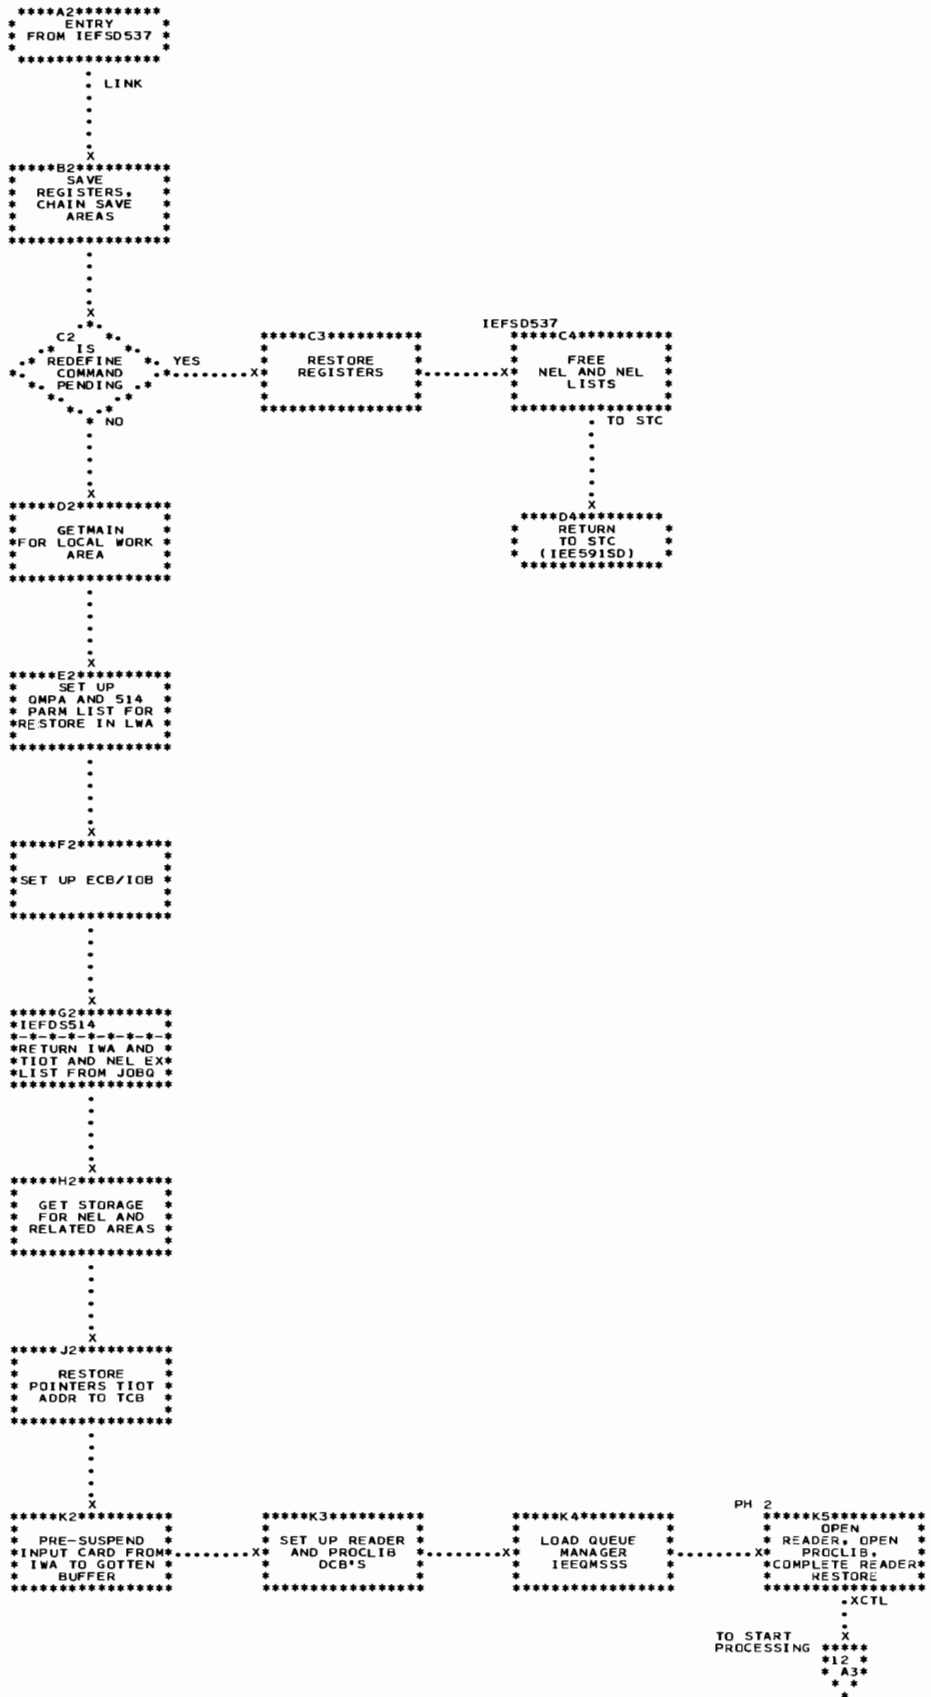 ****A2****
ENTRY
FROM IEFSD537
LINK
X
*****B2*****
SAVE
REGISTERS,
CHAIN SAVE
AREAS
X
C2
IS
REDEFINE
COMMAND
PENDING
YES
NO
X
*****C3*****
RESTORE
REGISTERS
X
IEFSD537
*****C4*****
FREE
NEL AND NEL
LISTS
TO STC
X
****D4****
RETURN
TO STC
(IEE591SD)
X
*****D2*****
GETMAIN
FOR LOCAL WORK
AREA
X
*****E2*****
SET UP
QMPA AND 514
PARM LIST FOR
RESTORE IN LWA
X
*****F2*****
SET UP ECB/IOB
X
*****G2*****
IEFDS514
*-*-*-*-*-*-*-*-*
RETURN IWA AND
TIOT AND NEL EX
LIST FROM JOBQ
X
*****H2*****
GET STORAGE
FOR NEL AND
RELATED AREAS
X
*****J2*****
RESTORE
POINTERS TIOT
ADDR TO TCB
X
*****K2*****
PRE-SUSPEND
INPUT CARD FROM
IWA TO GOTTEN
BUFFER
X
*****K3*****
SET UP READER
AND PROCLIB
DCB'S
X
*****K4*****
LOAD QUEUE
MANAGER
IEEQMSSS
X
PH 2
*****K5*****
OPEN
READER, OPEN
PROCLIB,
COMPLETE READER
RESTORE
XCTL
TO START
PROCESSING
X
12
A3